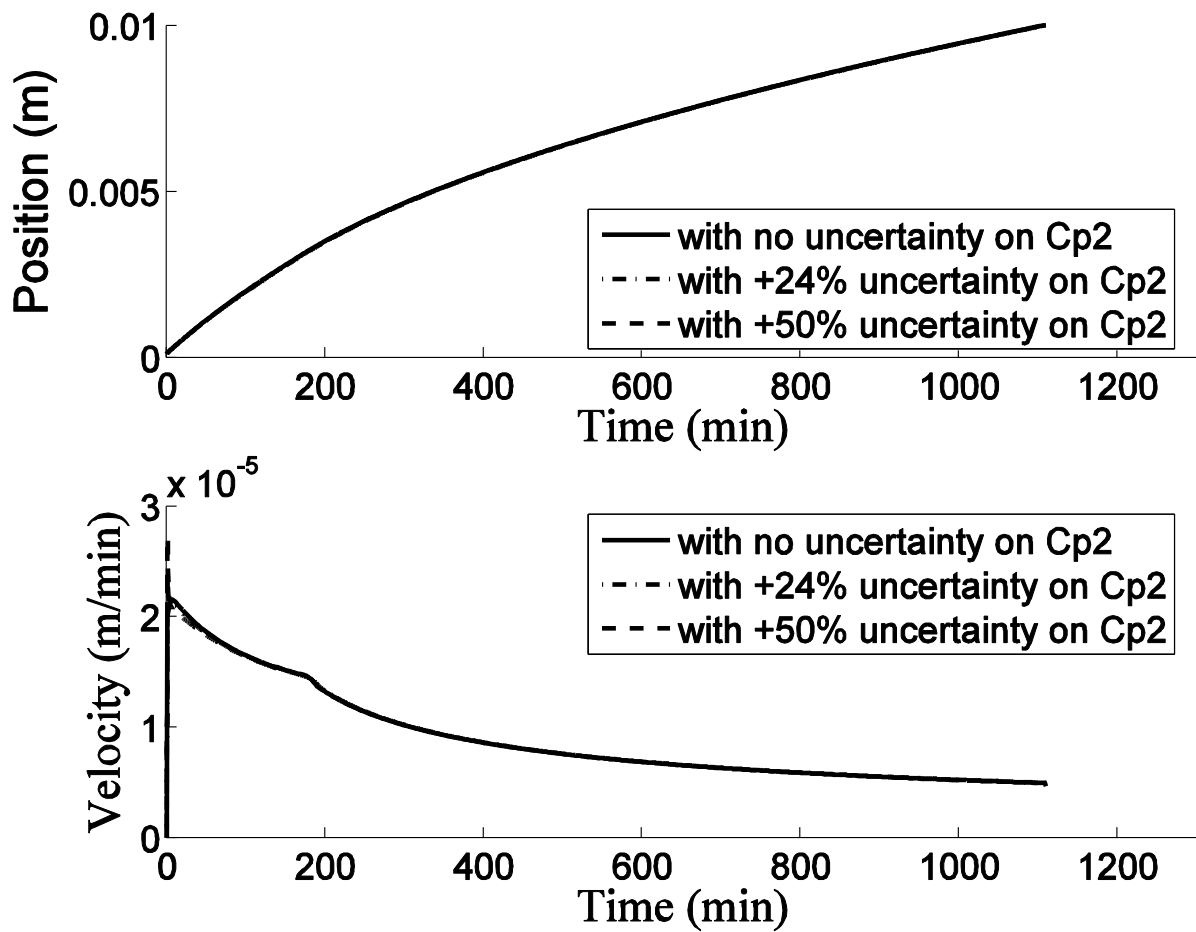 0.01
0.005
0
Position (m)
with no uncertainty on Cp2
with +24% uncertainty on Cp2
with +50% uncertainty on Cp2
0 200 400 600 800 1000 1200
Time (min)
x 10^-5
3
2
1
0
Velocity (m/min)
with no uncertainty on Cp2
with +24% uncertainty on Cp2
with +50% uncertainty on Cp2
0 200 400 600 800 1000 1200
Time (min)